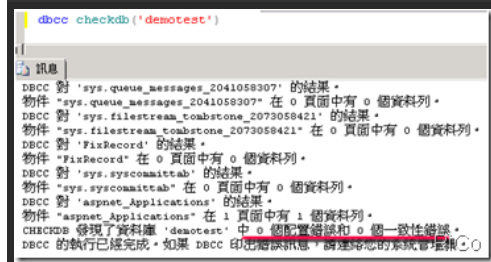 dbcc checkdb('demotest')
訊息
DBCC 對 'sys.queue_messages_2041058307' 的結果。
物件 "sys.queue_messages_2041058307" 在 0 頁面中有 0 個資料列。
DBCC 對 'sys.filestream_tombstone_2073058421' 的結果。
物件 "sys.filestream_tombstone_2073058421" 在 0 頁面中有 0 個資料列。
DBCC 對 'FixRecord' 的結果。
物件 "FixRecord" 在 0 頁面中有 0 個資料列。
DBCC 對 'sys.syscommittab' 的結果。
物件 "sys.syscommittab" 在 0 頁面中有 0 個資料列。
DBCC 對 'aspnet_Applications' 的結果。
物件 "aspnet_Applications" 在 1 頁面中有 1 個資料列。
CHECKDB 發現了資料庫 'demotest' 中 0 個配置錯誤和 0 個一致性錯誤。
DBCC 的執行已經完成。如果 DBCC 印出錯誤訊息，請連絡您的系統管理